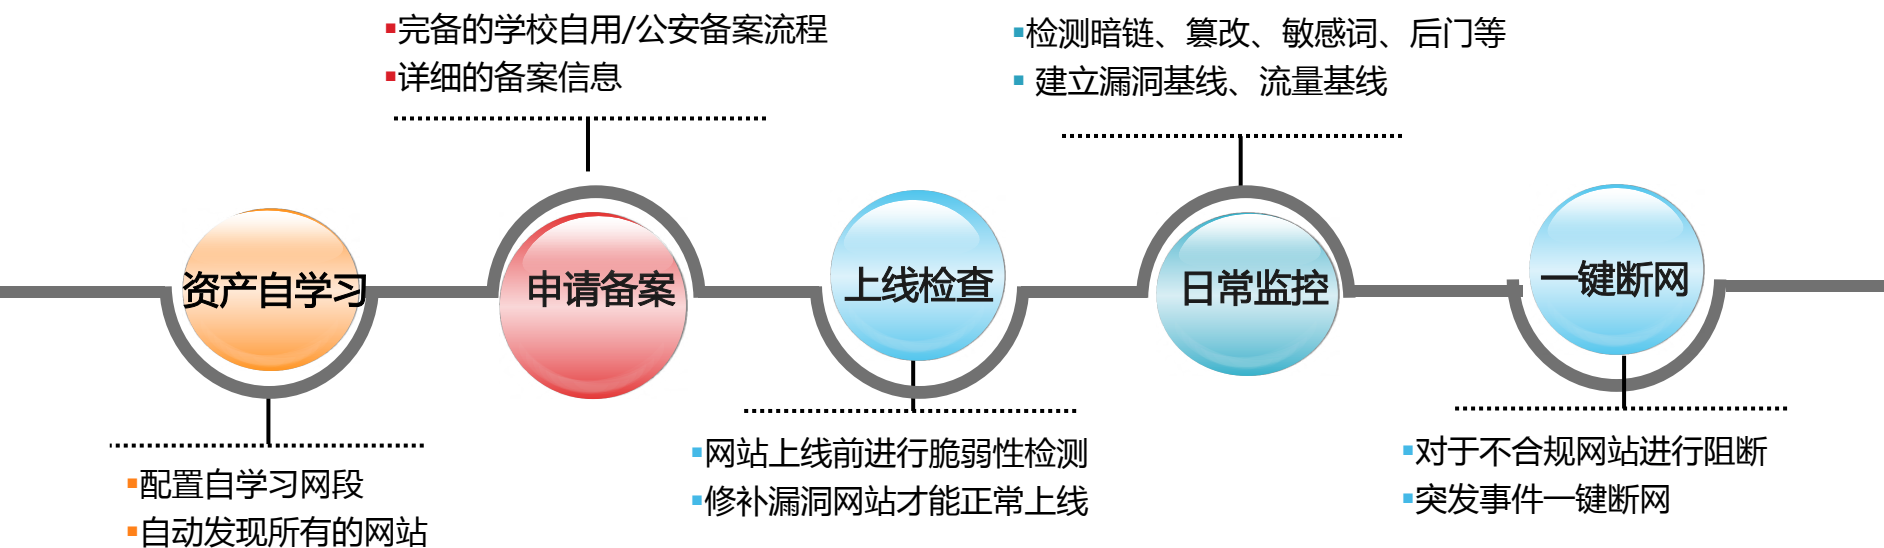 完备的学校自用/公安备案流程
详细的备案信息
检测暗链、篡改、敏感词、后门等
建立漏洞基线、流量基线
资产自学习
申请备案
上线检查
日常监控
一键断网
配置自学习网段
自动发现所有的网站
网站上线前进行脆弱性检测
修补漏洞网站才能正常上线
对于不合规网站进行阻断
突发事件一键断网